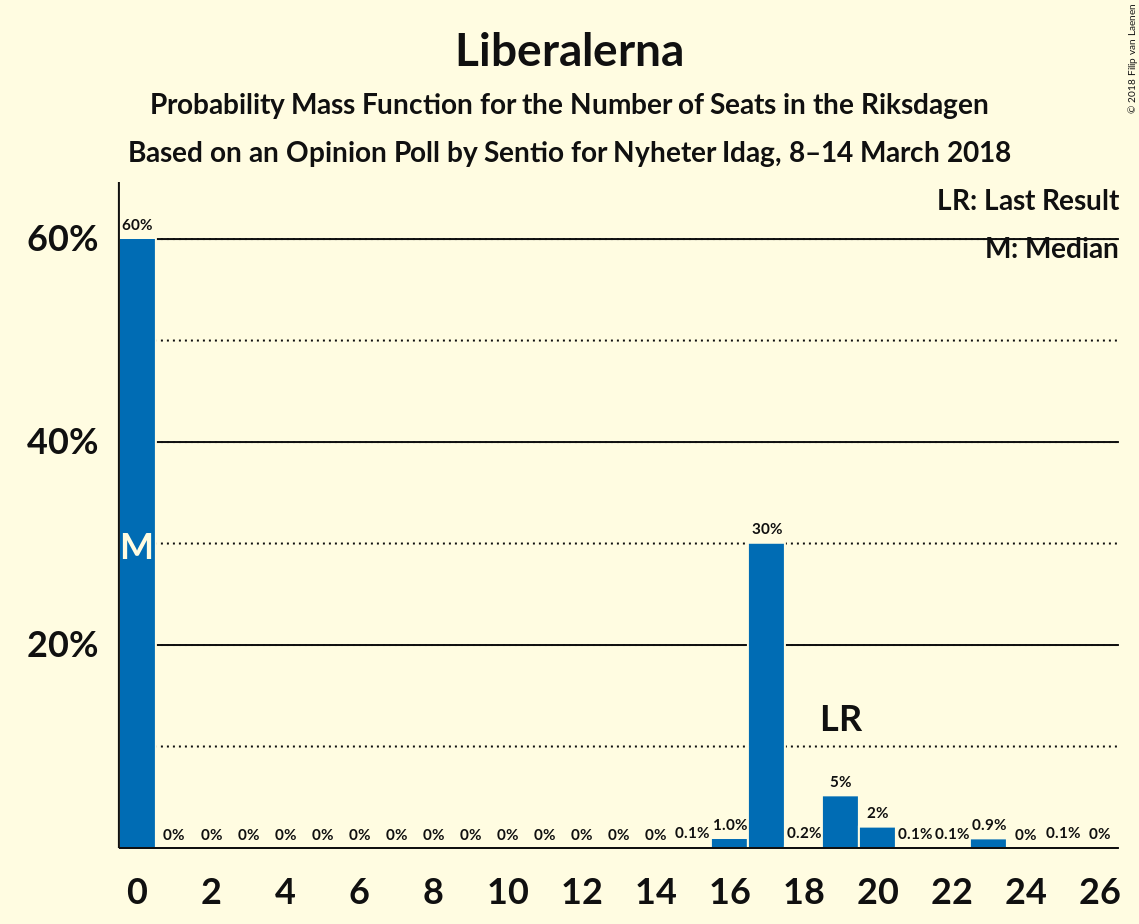 Liberalerna
Probability Mass Function for the Number of Seats in the Riksdagen
Based on an Opinion Poll by Sentio for Nyheter Idag, 8–14 March 2018
© 2018 Filip van Laenen
LR: Last Result
M: Median
60%
40%
20%
60%
M
0% 0% 0% 0% 0% 0% 0% 0% 0% 0% 0% 0% 0% 0% 0.1% 1.0% 30% 0.2% 5% 2% 0.1% 0.1% 0.9% 0% 0.1% 0%
LR
0 2 4 6 8 10 12 14 16 18 20 22 24 26